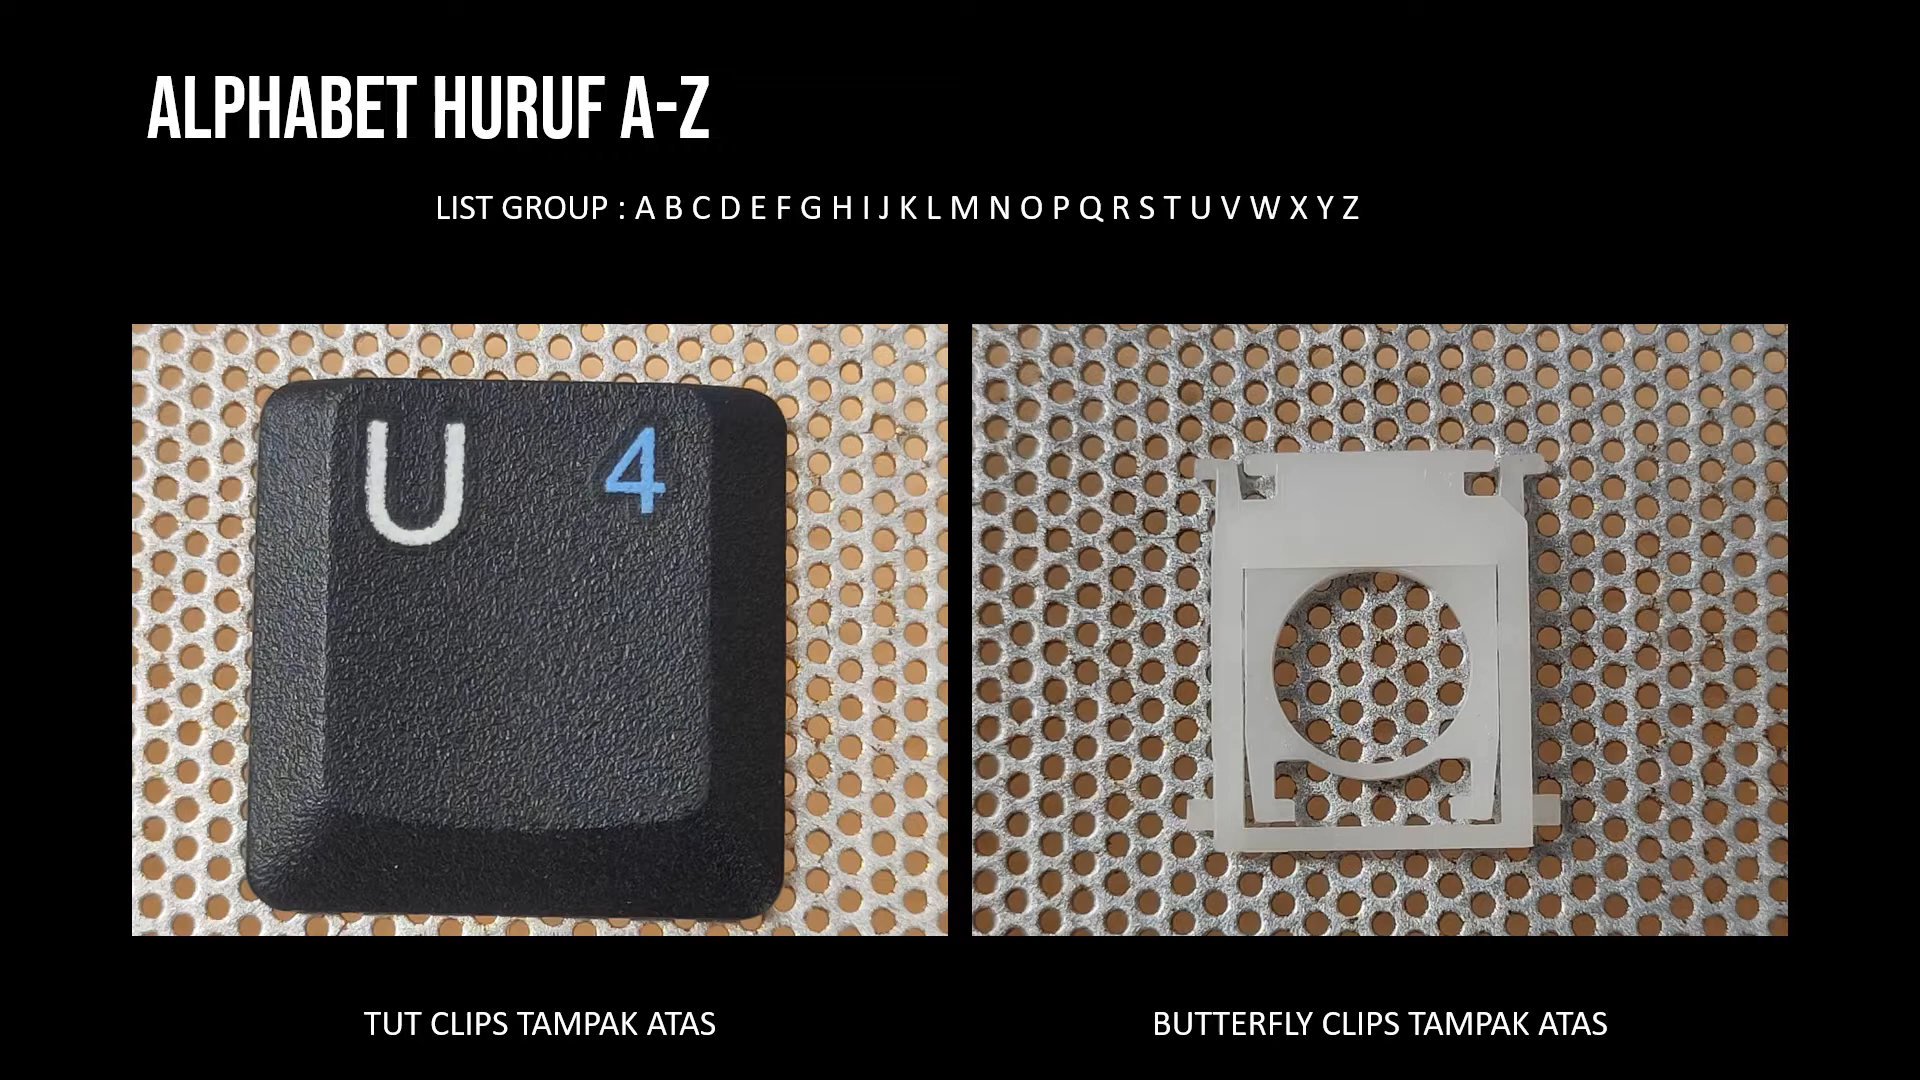 ALPHABET HURUF A-Z
LIST GROUP : A B C D E F G H I J K L M N O P Q R S T U V W X Y Z
U 4
TUT CLIPS TAMPAK ATAS
BUTTERFLY CLIPS TAMPAK ATAS